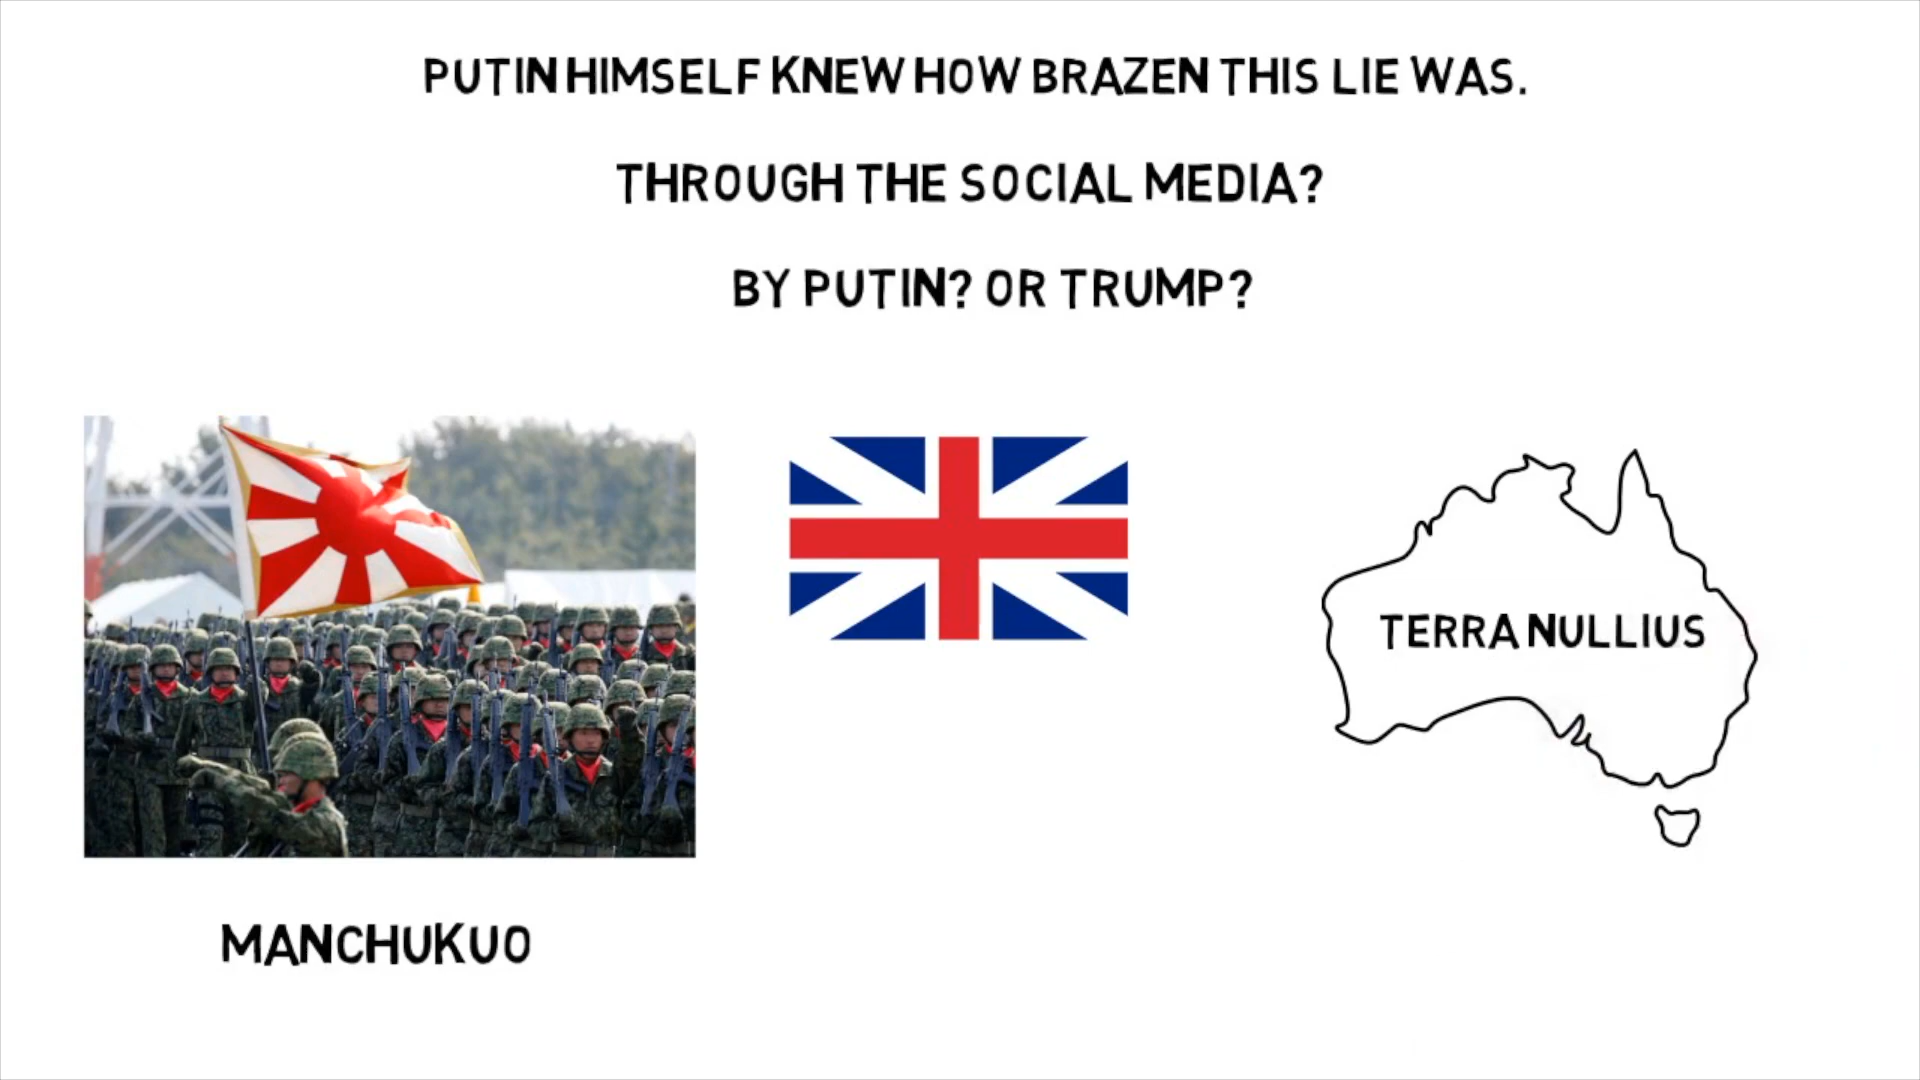 PUTIN HIMSELF KNEW HOW BRAZEN THIS LIE WAS.
THROUGH THE SOCIAL MEDIA?
BY PUTIN? OR TRUMP?
TERRA NULLIUS
MANCHUKUO